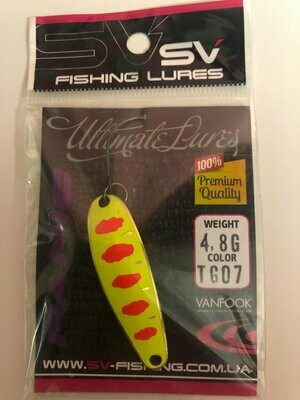 SV SV
FISHING LURES
Ultimate Lures
100%
Premium
Quality
WEIGHT
4,8G
COLOR
TG07
VANFOOK
WWW.SV-FISHING.COM.UA